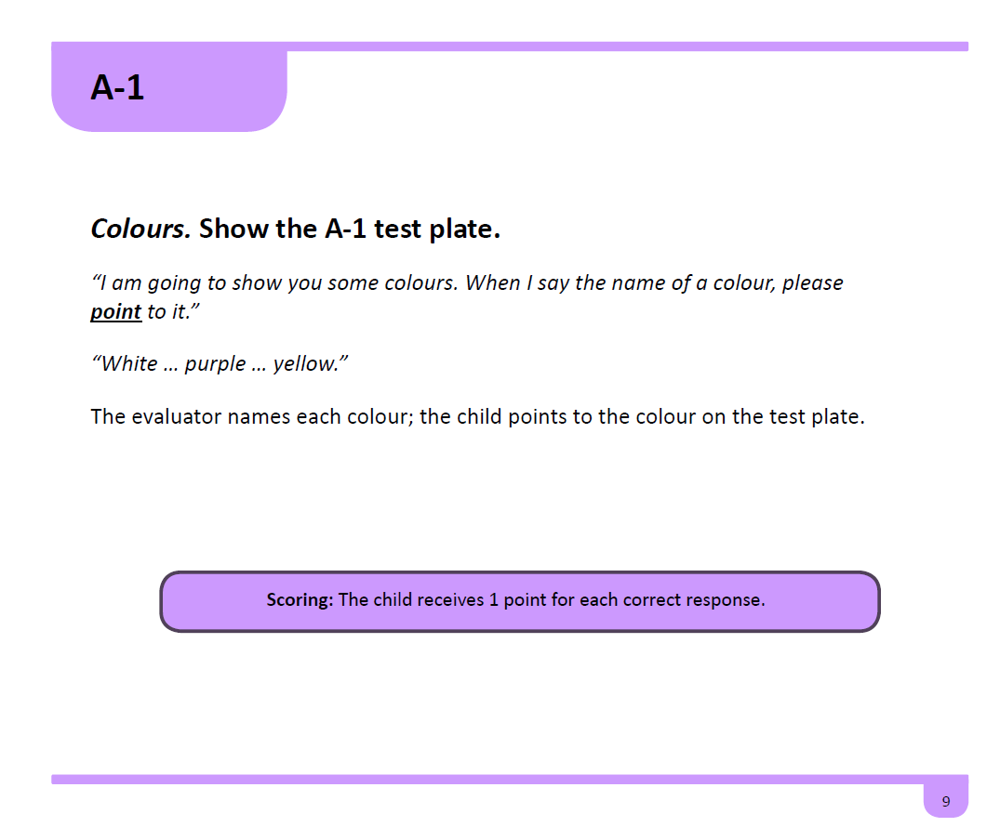 A-1
Colours. Show the A-1 test plate.
“I am going to show you some colours. When I say the name of a colour, please
point to it.”
“White … purple … yellow.”
The evaluator names each colour; the child points to the colour on the test plate.
Scoring: The child receives 1 point for each correct response.
9